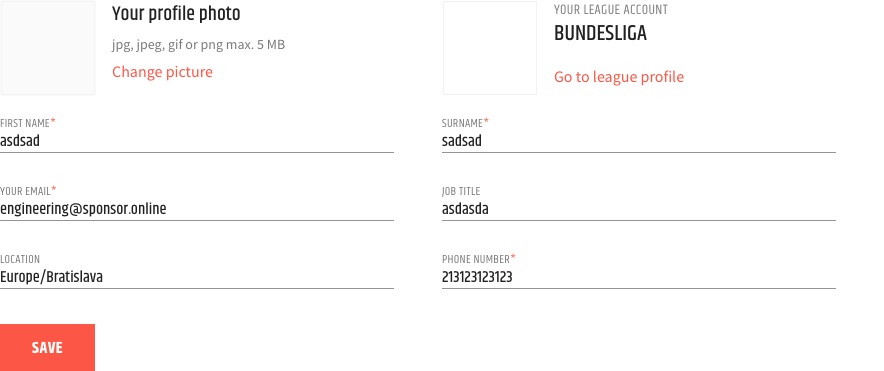 Your profile photo
jpg, jpeg, gif or png max. 5 MB
Change picture
YOUR LEAGUE ACCOUNT
BUNDESLIGA
Go to league profile
FIRST NAME*
asdsad
SURNAME*
sadsad
YOUR EMAIL*
engineering@sponsor.online
JOB TITLE
asdasda
LOCATION
Europe/Bratislava
PHONE NUMBER*
213123123123
SAVE